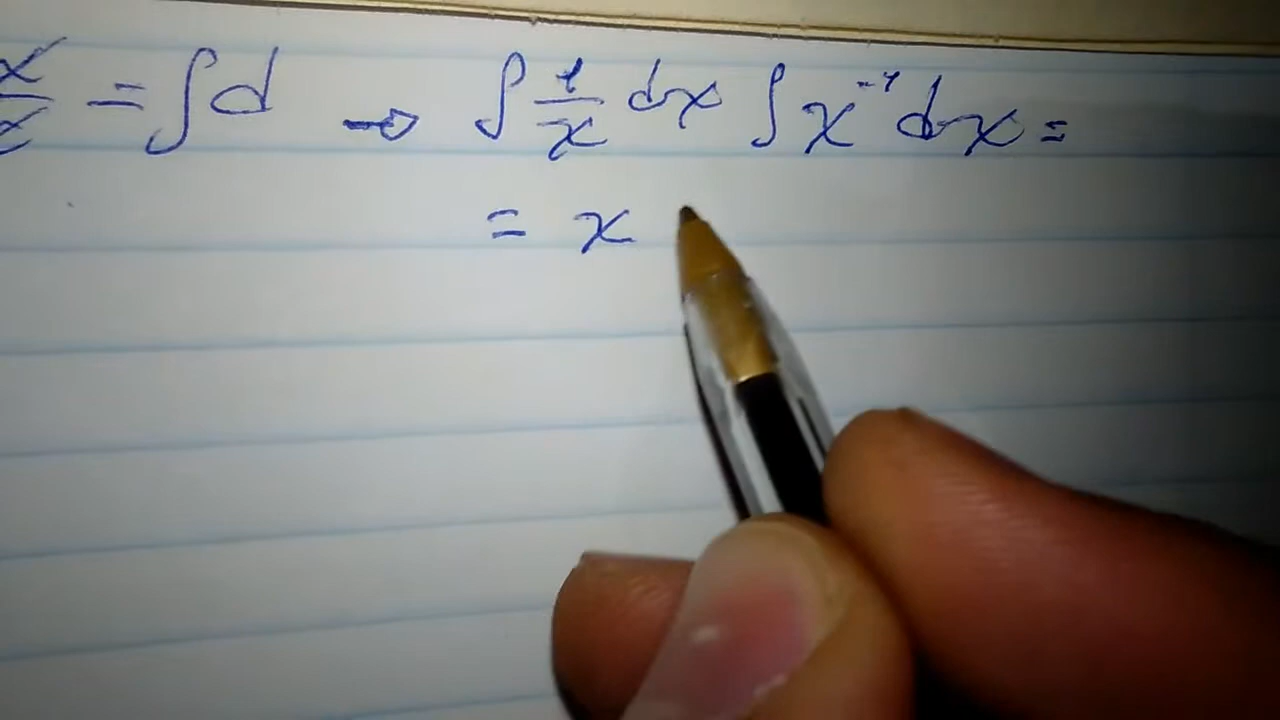 x/x = ∫d → ∫ 1/x dx ∫ x⁻¹ dx =
= x